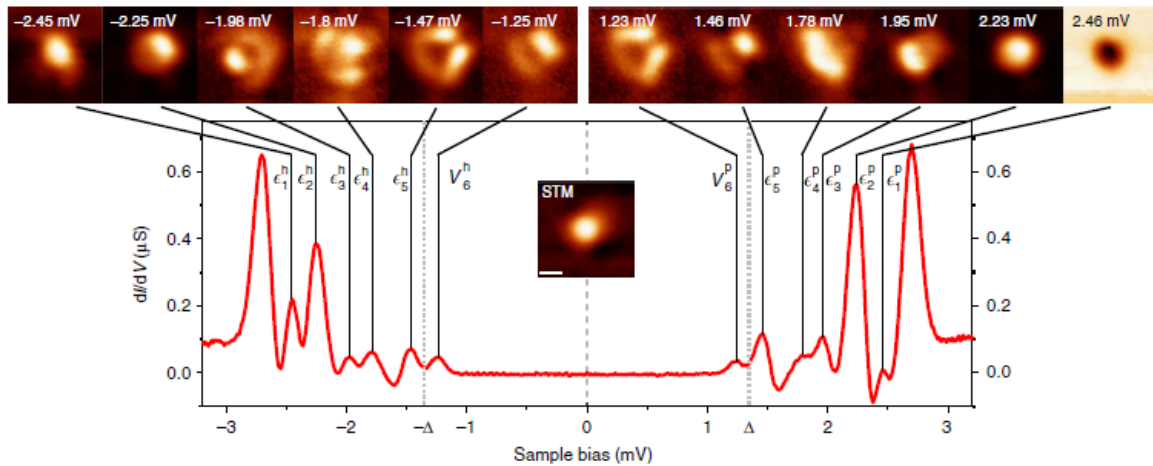 −2.45 mV −2.25 mV −1.98 mV −1.8 mV −1.47 mV −1.25 mV 1.23 mV 1.46 mV 1.78 mV 1.95 mV 2.23 mV 2.46 mV
ϵ₁ʰ ϵ₂ʰ ϵ₃ʰ ϵ₄ʰ ϵ₅ʰ V₆ʰ V₆ᵖ ϵ₅ᵖ ϵ₄ᵖ ϵ₃ᵖ ϵ₂ᵖ ϵ₁ᵖ
STM
0.6 0.6
0.4 0.4
0.2 0.2
0.0 0.0
dI/dV (μS)
−3 −2 −Δ −1 0 1 Δ 2 3
Sample bias (mV)